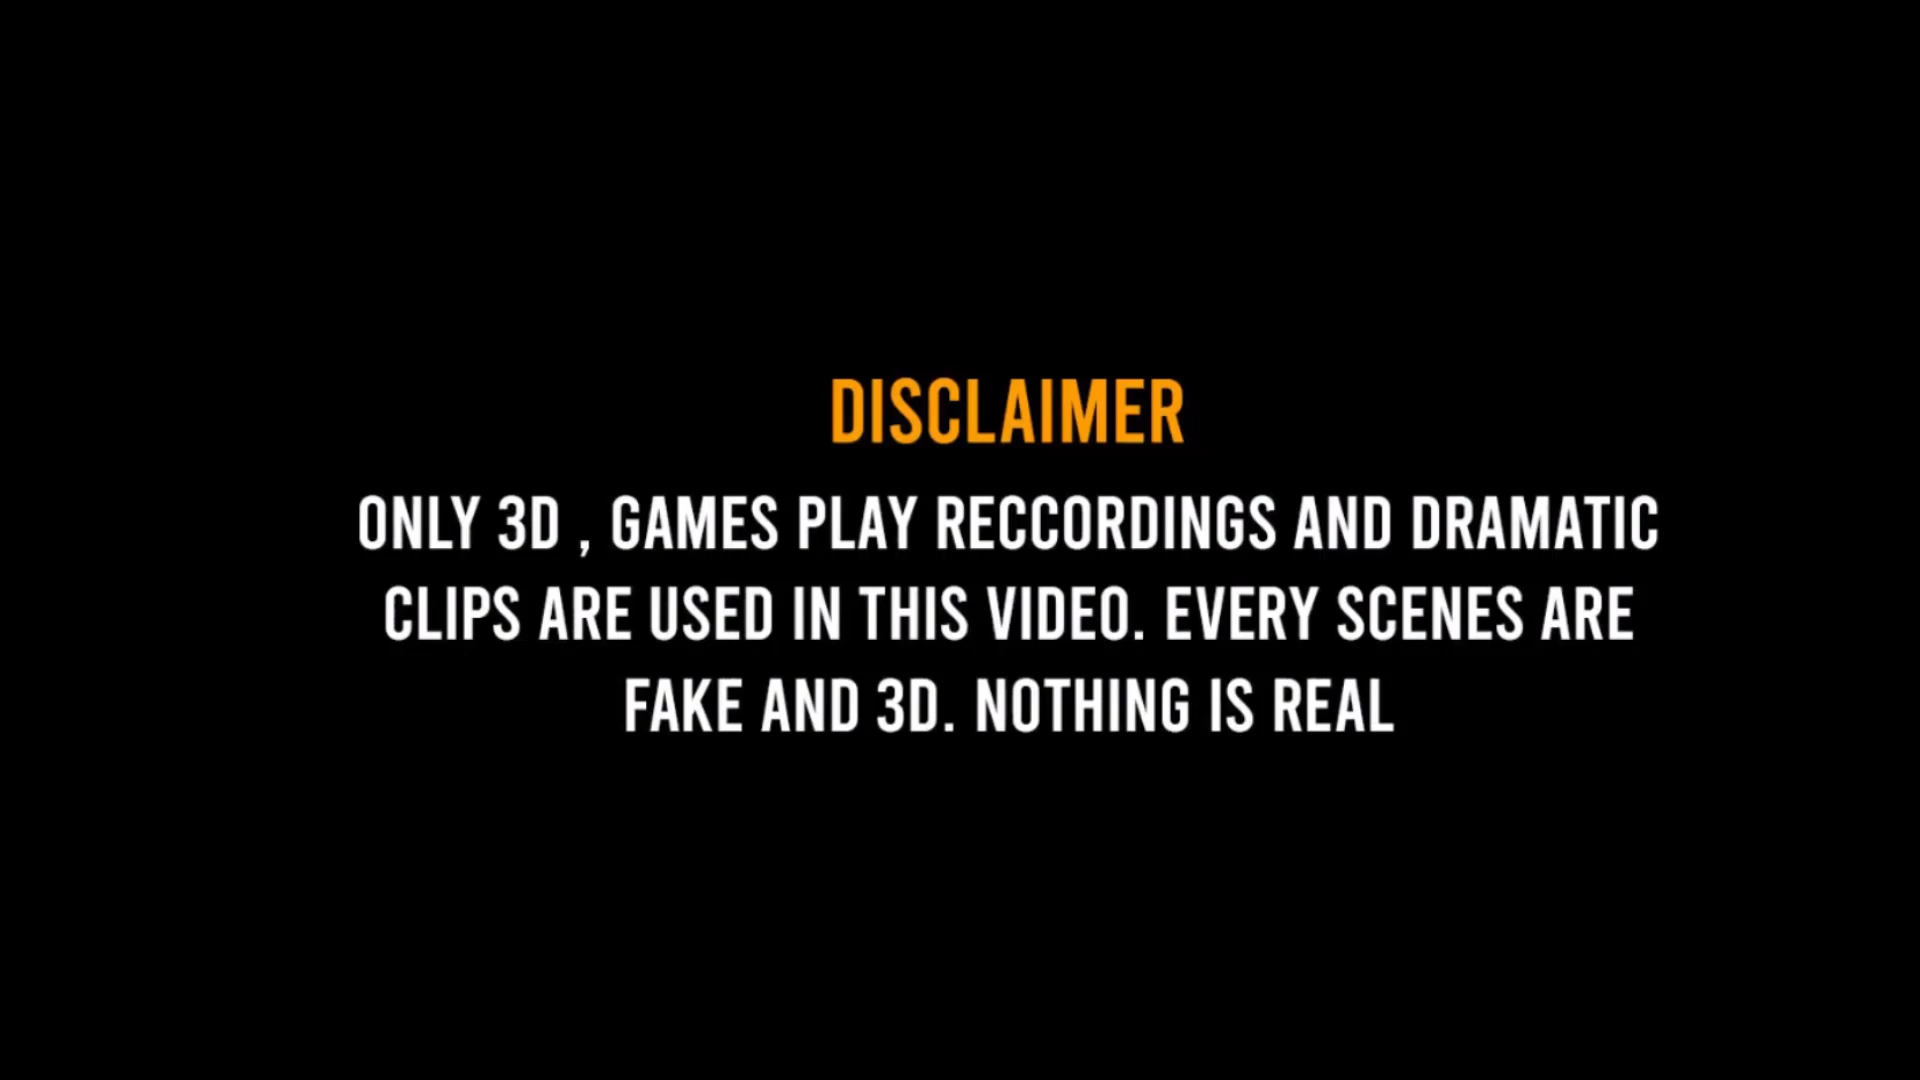 DISCLAIMER
ONLY 3D , GAMES PLAY RECCORDINGS AND DRAMATIC
CLIPS ARE USED IN THIS VIDEO. EVERY SCENES ARE
FAKE AND 3D. NOTHING IS REAL